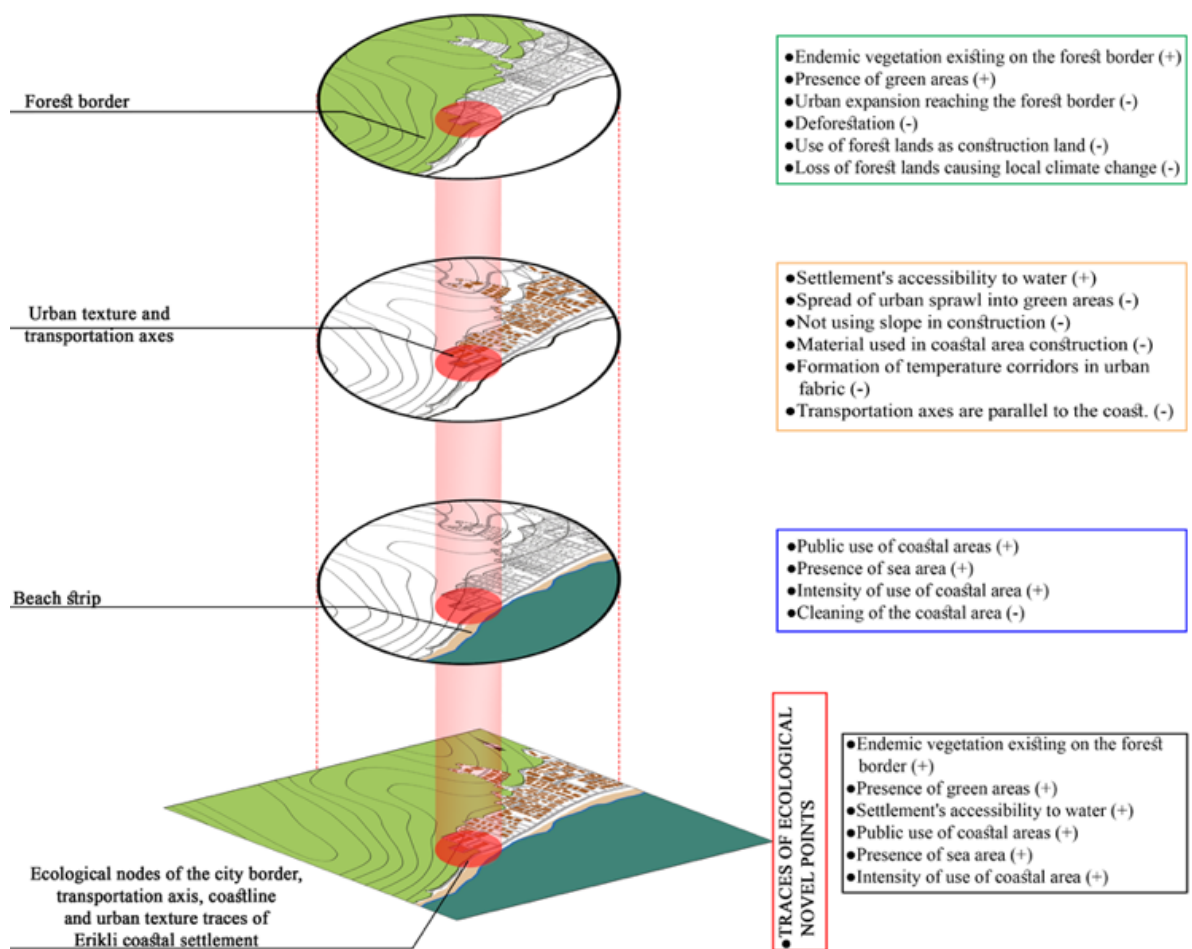 Forest border
●Endemic vegetation existing on the forest border (+)
●Presence of green areas (+)
●Urban expansion reaching the forest border (-)
●Deforestation (-)
●Use of forest lands as construction land (-)
●Loss of forest lands causing local climate change (-)
Urban texture and
transportation axes
●Settlement's accessibility to water (+)
●Spread of urban sprawl into green areas (-)
●Not using slope in construction (-)
●Material used in coastal area construction (-)
●Formation of temperature corridors in urban
fabric (-)
●Transportation axes are parallel to the coast. (-)
Beach strip
●Public use of coastal areas (+)
●Presence of sea area (+)
●Intensity of use of coastal area (+)
●Cleaning of the coastal area (-)
Ecological nodes of the city border,
transportation axis, coastline
and urban texture traces of
Erikli coastal settlement
●TRACES OF ECOLOGICAL
NOVEL POINTS
●Endemic vegetation existing on the forest
border (+)
●Presence of green areas (+)
●Settlement's accessibility to water (+)
●Public use of coastal areas (+)
●Presence of sea area (+)
●Intensity of use of coastal area (+)